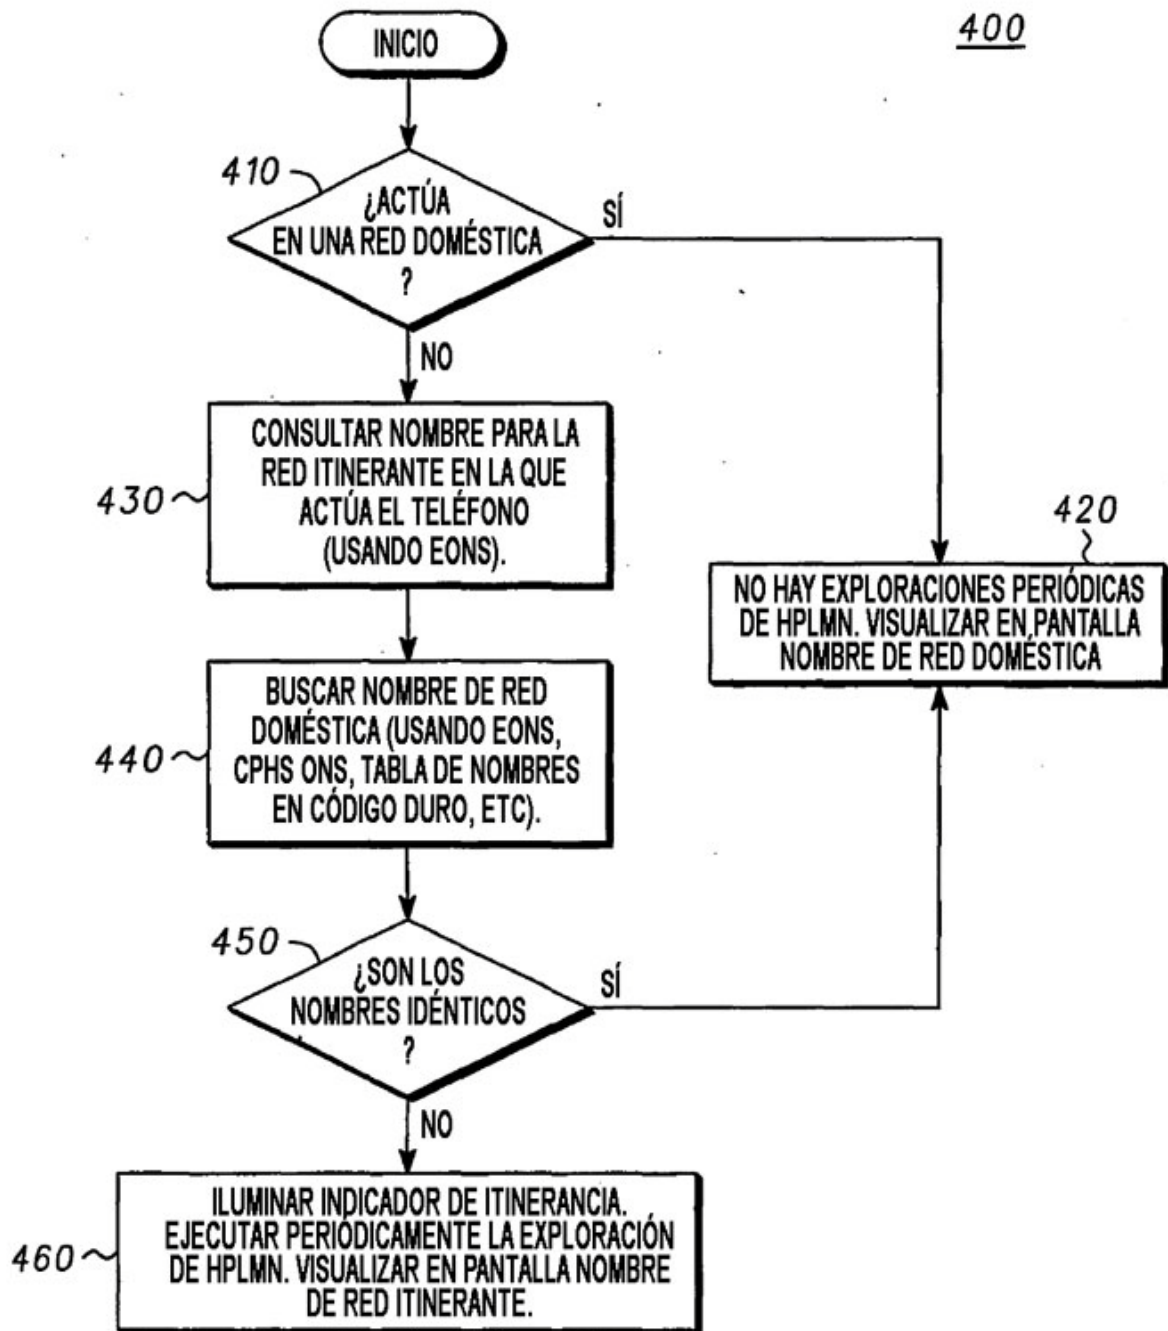 400
INICIO
410
¿ACTÚA
EN UNA RED DOMÉSTICA
?
SÍ
NO
430
CONSULTAR NOMBRE PARA LA
RED ITINERANTE EN LA QUE
ACTÚA EL TELÉFONO
(USANDO EONS).
420
NO HAY EXPLORACIONES PERIÓDICAS
DE HPLMN. VISUALIZAR EN PANTALLA
NOMBRE DE RED DOMÉSTICA
440
BUSCAR NOMBRE DE RED
DOMÉSTICA (USANDO EONS,
CPHS ONS, TABLA DE NOMBRES
EN CÓDIGO DURO, ETC).
450
¿SON LOS
NOMBRES IDÉNTICOS
?
SÍ
NO
460
ILUMINAR INDICADOR DE ITINERANCIA.
EJECUTAR PERIÓDICAMENTE LA EXPLORACIÓN
DE HPLMN. VISUALIZAR EN PANTALLA NOMBRE
DE RED ITINERANTE.